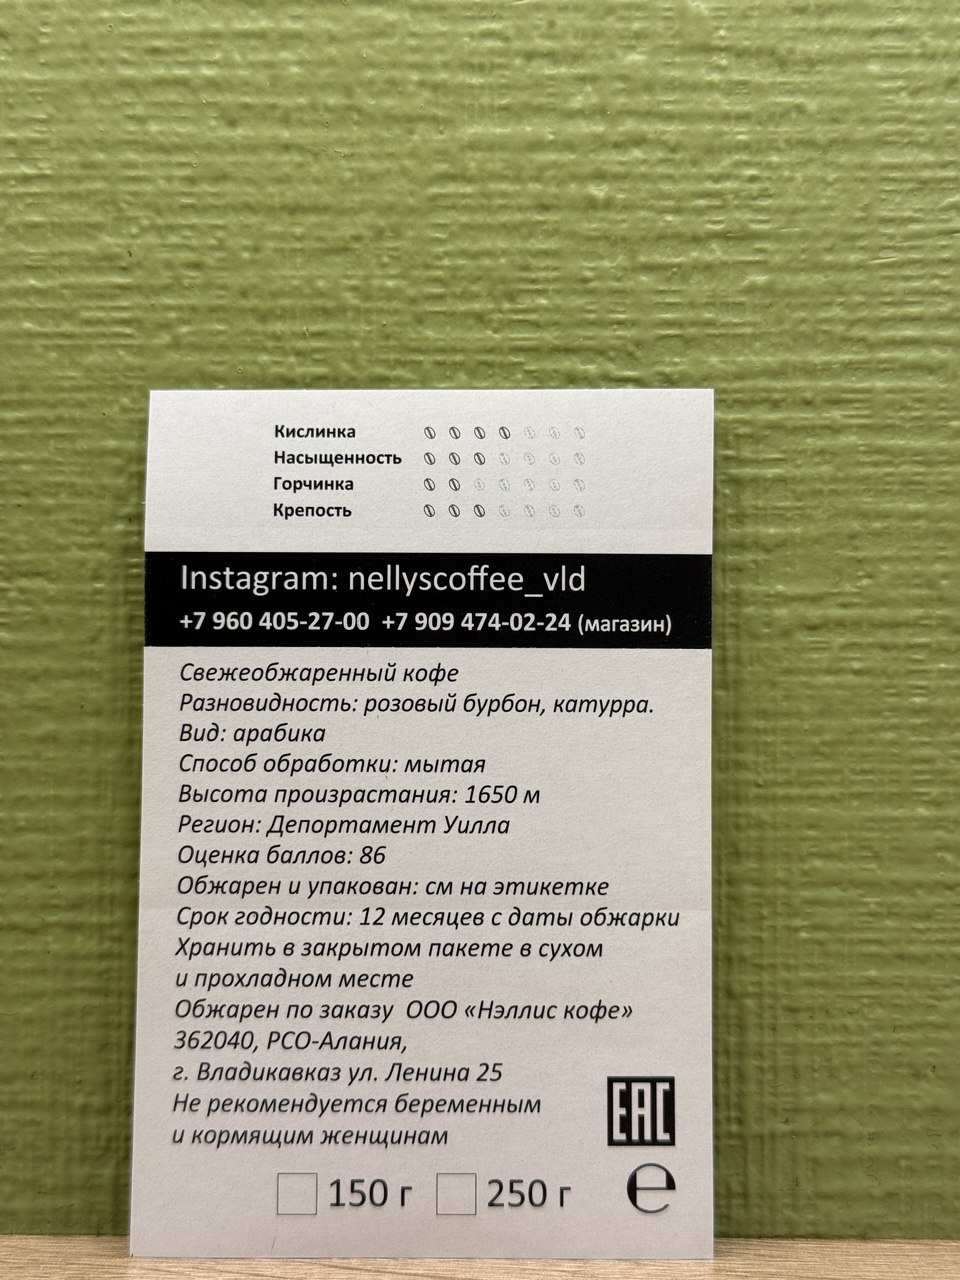 Кислинка
Насыщенность
Горчинка
Крепость
Instagram: nellyscoffee_vld
+7 960 405-27-00 +7 909 474-02-24 (магазин)
Свежеобжаренный кофе
Разновидность: розовый бурбон, катурра.
Вид: арабика
Способ обработки: мытая
Высота произрастания: 1650 м
Регион: Депортамент Уилла
Оценка баллов: 86
Обжарен и упакован: см на этикетке
Срок годности: 12 месяцев с даты обжарки
Хранить в закрытом пакете в сухом
и прохладном месте
Обжарен по заказу ООО «Нэллис кофе»
362040, РСО-Алания,
г. Владикавказ ул. Ленина 25
Не рекомендуется беременным
и кормящим женщинам
EAC
150 г 250 г e